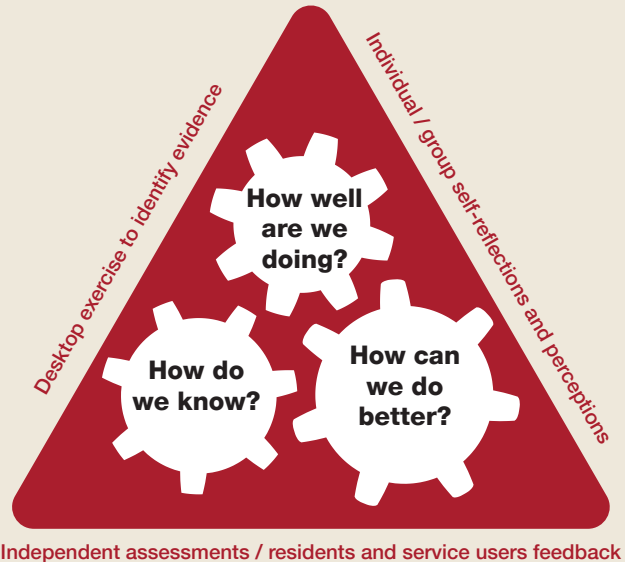 Desktop exercise to identify evidence
Individual / group self-reflections and perceptions
How well
are we
doing?
How do
we know?
How can
we do
better?
Independent assessments / residents and service users feedback